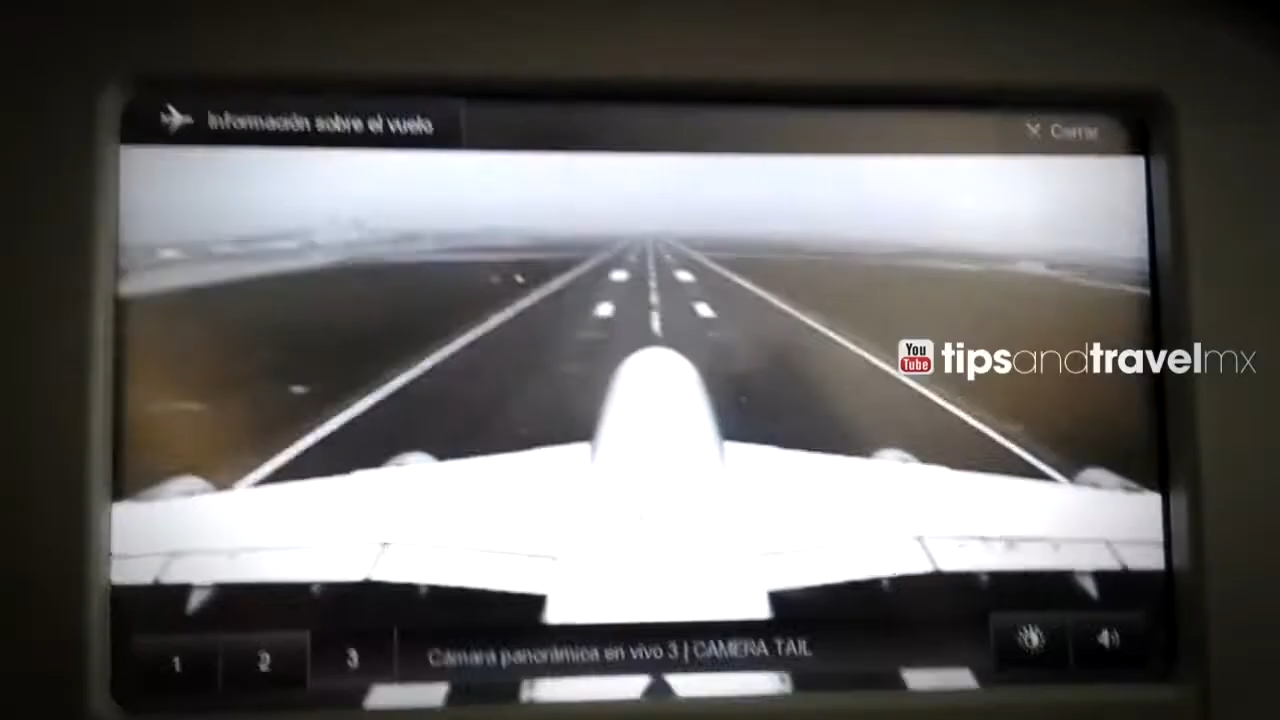 Información sobre el vuelo
X Cerrar
You
Tube
tipsandtravelmx
1 2 3 Cámara panorámica en vivo 3 | CAMERA TAIL